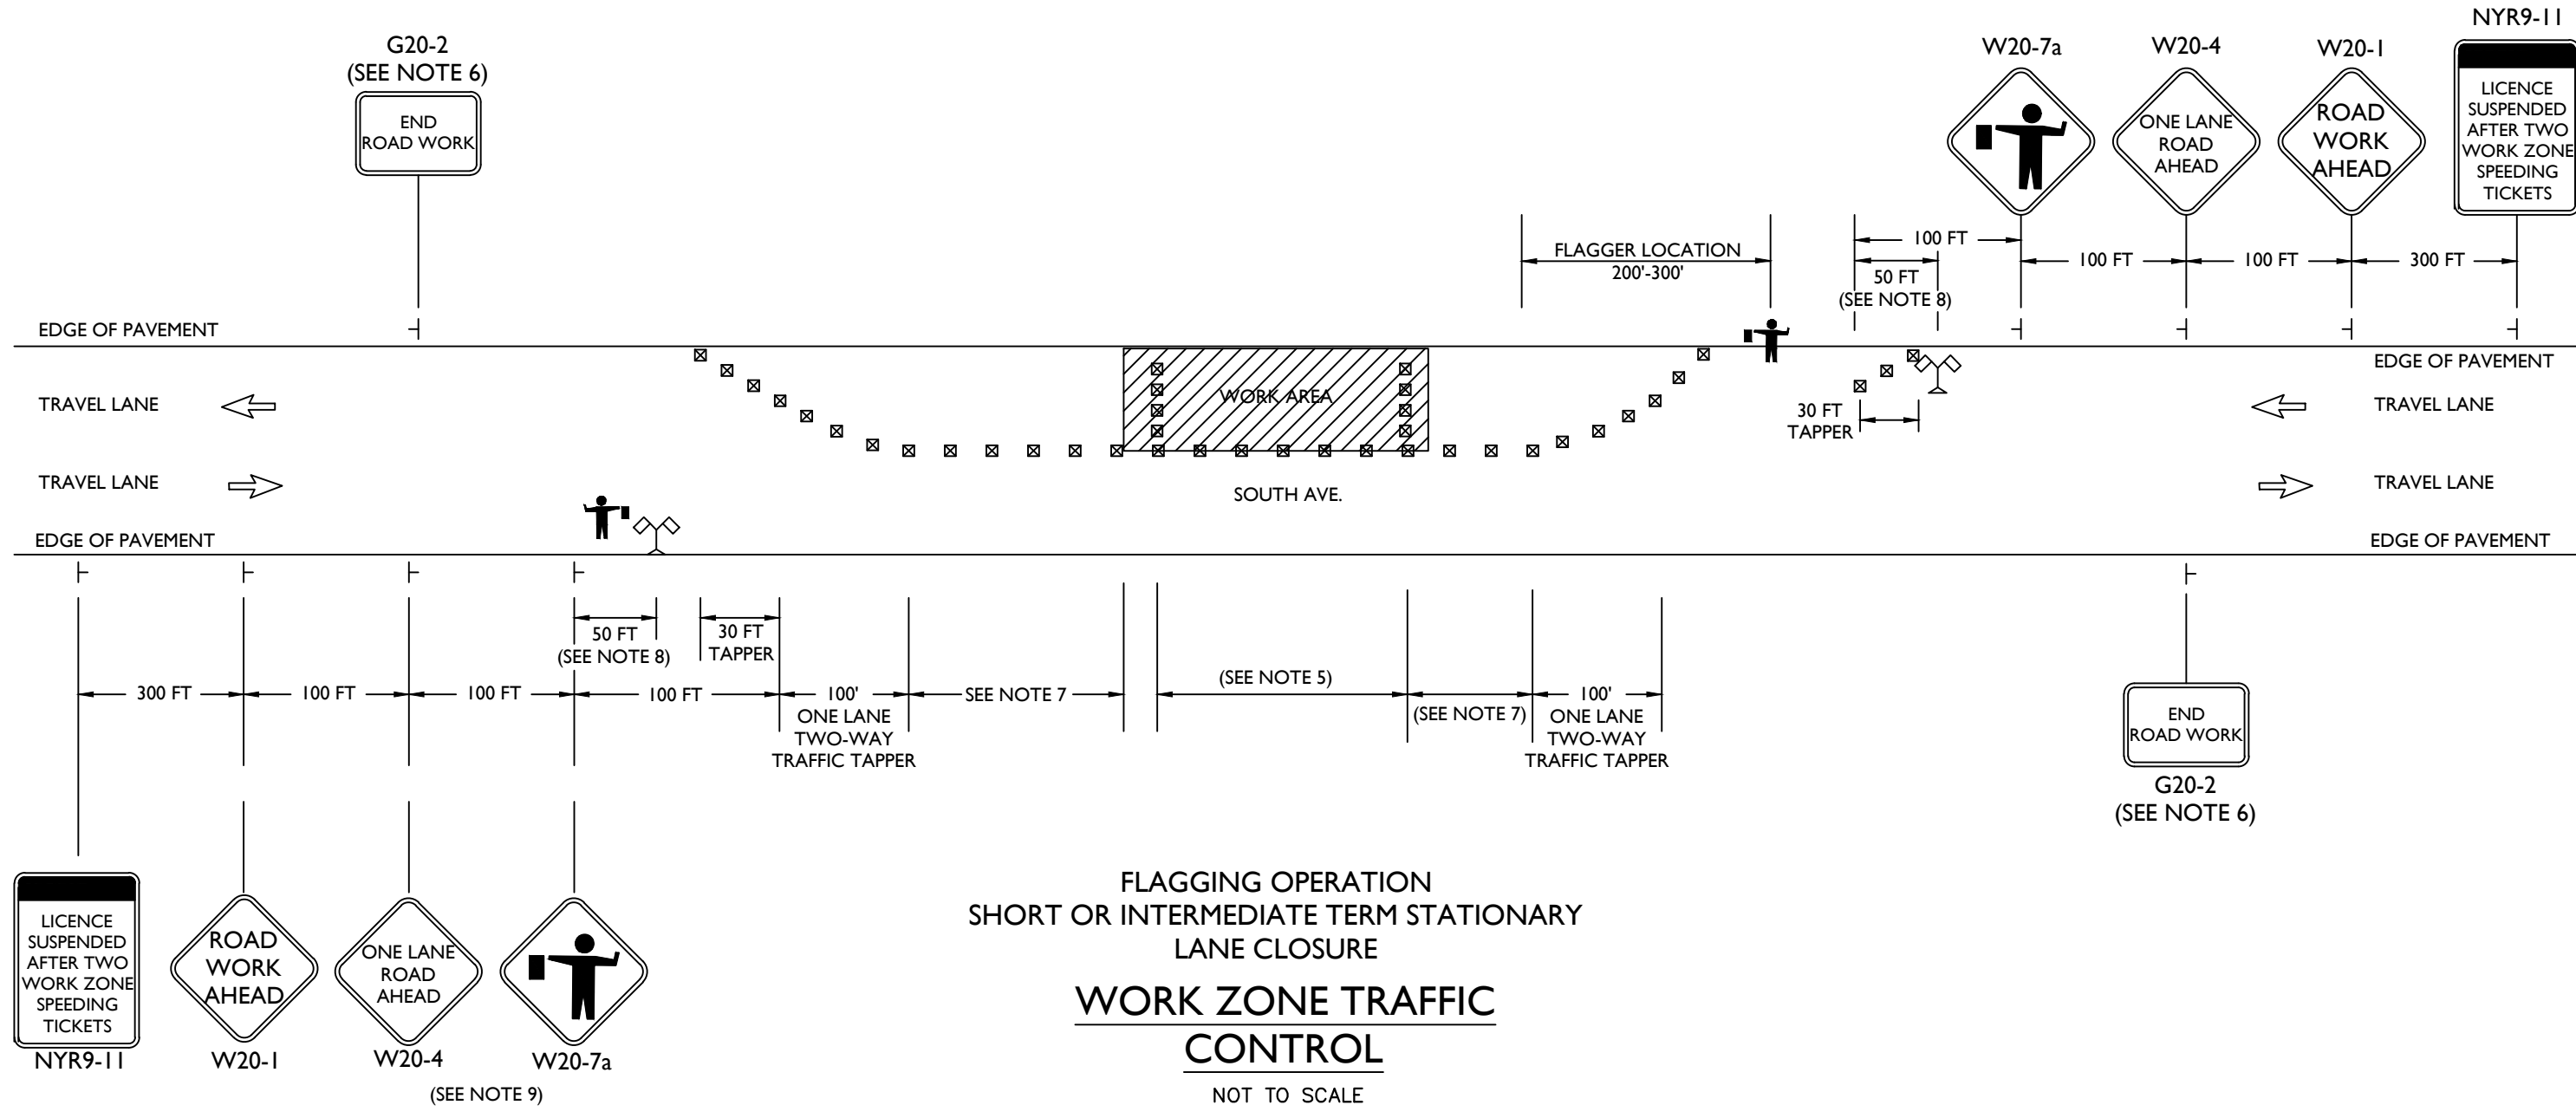 NYR9-11
G20-2
(SEE NOTE 6)
END
ROAD WORK
W20-7a
W20-4
ONE LANE
ROAD
AHEAD
W20-1
ROAD
WORK
AHEAD
LICENCE
SUSPENDED
AFTER TWO
WORK ZONE
SPEEDING
TICKETS
FLAGGER LOCATION
200'-300'
100 FT
50 FT
(SEE NOTE 8)
100 FT
100 FT
300 FT
EDGE OF PAVEMENT
EDGE OF PAVEMENT
TRAVEL LANE
WORK AREA
30 FT
TAPPER
TRAVEL LANE
TRAVEL LANE
SOUTH AVE.
TRAVEL LANE
EDGE OF PAVEMENT
EDGE OF PAVEMENT
50 FT
(SEE NOTE 8)
30 FT
TAPPER
300 FT
100 FT
100 FT
100 FT
100'
ONE LANE
TWO-WAY
TRAFFIC TAPPER
SEE NOTE 7
(SEE NOTE 5)
(SEE NOTE 7)
100'
ONE LANE
TWO-WAY
TRAFFIC TAPPER
END
ROAD WORK
G20-2
(SEE NOTE 6)
LICENCE
SUSPENDED
AFTER TWO
WORK ZONE
SPEEDING
TICKETS
NYR9-11
ROAD
WORK
AHEAD
W20-1
ONE LANE
ROAD
AHEAD
W20-4
W20-7a
(SEE NOTE 9)
FLAGGING OPERATION
SHORT OR INTERMEDIATE TERM STATIONARY
LANE CLOSURE
WORK ZONE TRAFFIC
CONTROL
NOT TO SCALE